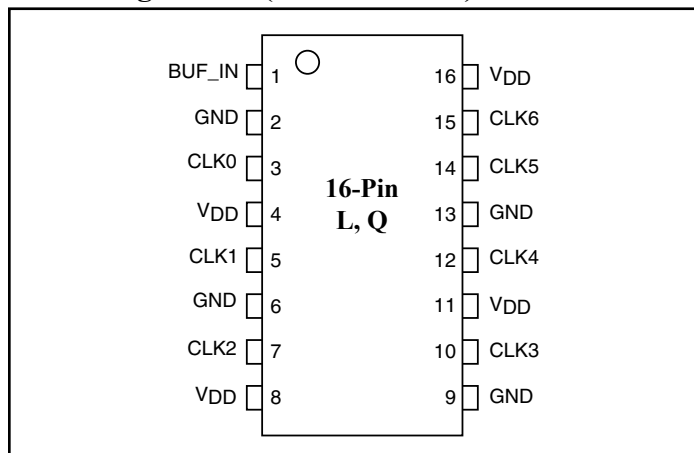 BUF_IN 1 16 VDD
GND 2 15 CLK6
CLK0 3 14 CLK5
16-Pin
L, Q
VDD 4 13 GND
CLK1 5 12 CLK4
GND 6 11 VDD
CLK2 7 10 CLK3
VDD 8 9 GND